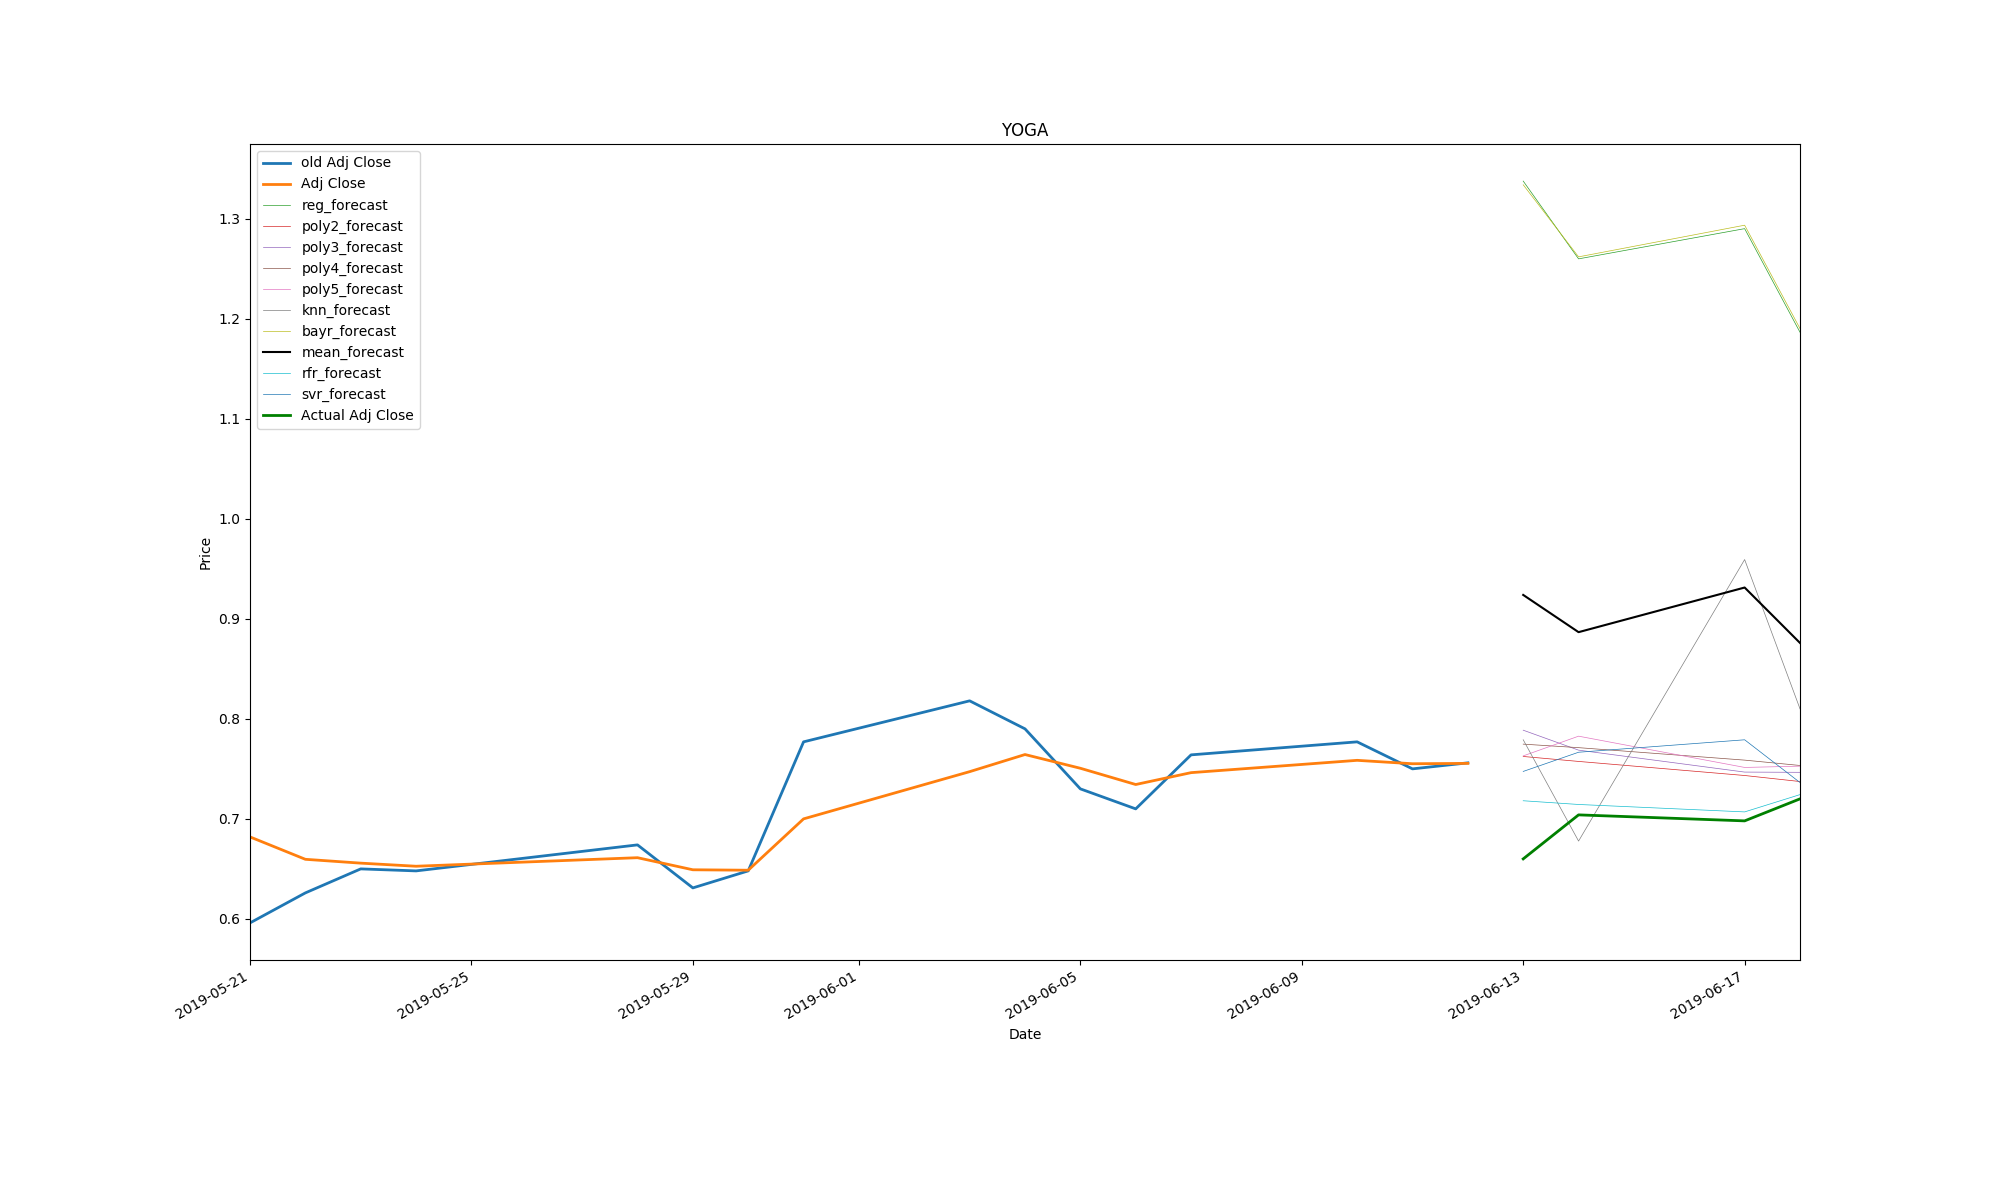 YOGA
old Adj Close
Adj Close
reg_forecast
poly2_forecast
poly3_forecast
poly4_forecast
poly5_forecast
knn_forecast
bayr_forecast
mean_forecast
rfr_forecast
svr_forecast
Actual Adj Close
1.3
1.2
1.1
1.0
0.9
0.8
0.7
0.6
Price
2019-05-21
2019-05-25
2019-05-29
2019-06-01
2019-06-05
2019-06-09
2019-06-13
2019-06-17
Date